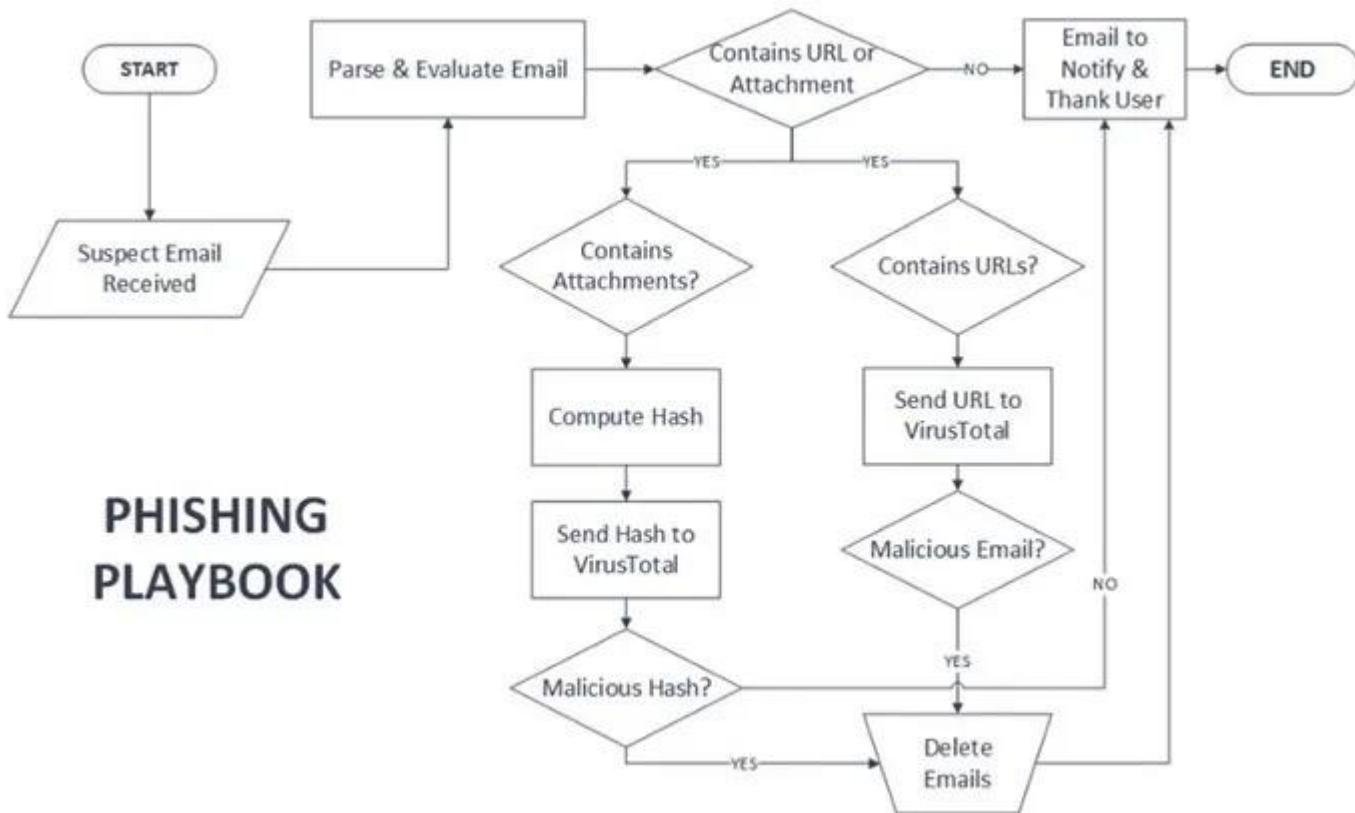 START
Parse & Evaluate Email
Contains URL or
Attachment
NO
Email to
Notify &
Thank User
END
YES
YES
Suspect Email
Received
Contains
Attachments?
Contains URLs?
Compute Hash
Send URL to
VirusTotal
PHISHING
PLAYBOOK
Send Hash to
VirusTotal
Malicious Email?
NO
YES
Malicious Hash?
YES
Delete
Emails